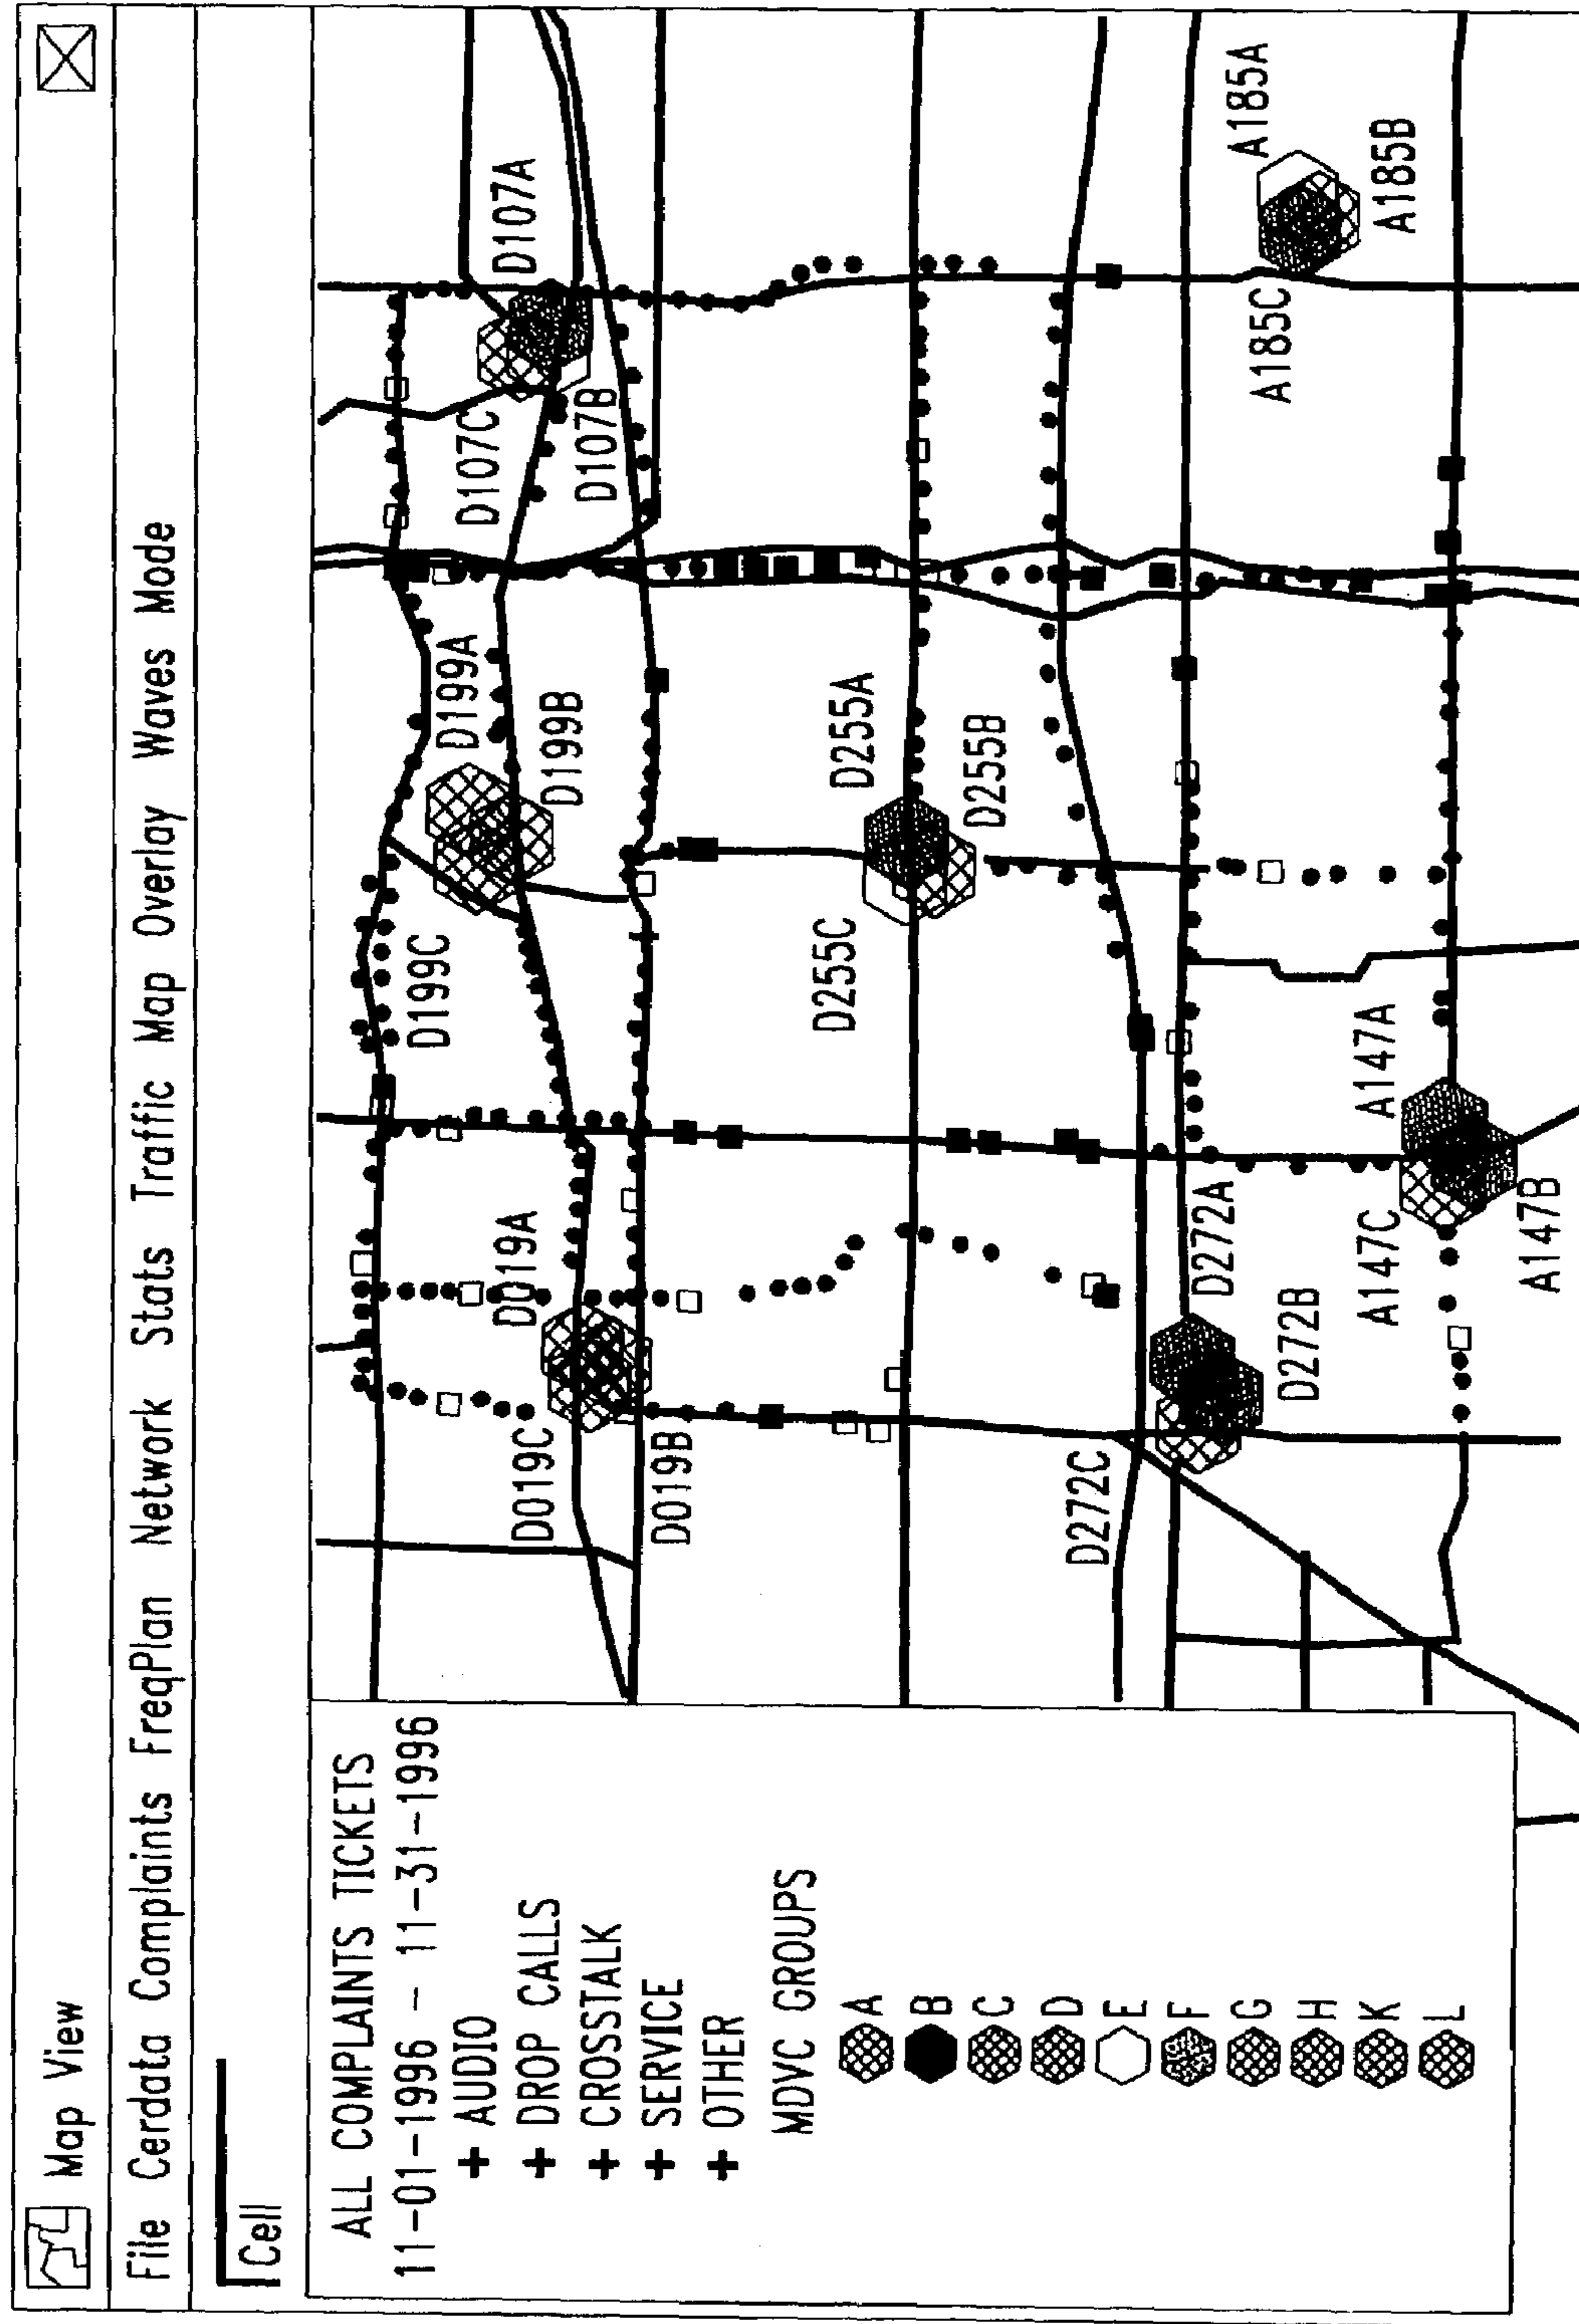 Map View
File Cerdata Complaints FreqPlan Network Stats Traffic Map Overlay Waves Mode
Cell
ALL COMPLAINTS TICKETS
11-01-1996 - 11-31-1996
+ AUDIO
+ DROP CALLS
+ CROSSTALK
+ SERVICE
+ OTHER
MDVC GROUPS
A
B
C
D
E
F
G
H
K
L
D199C
D199A
D107C
D107A
D019C
D019A
D199B
D107B
D019B
D255C
D255A
D255B
D272C
D272A
A185C
A185A
D272B
A147C
A147A
A185B
A147B